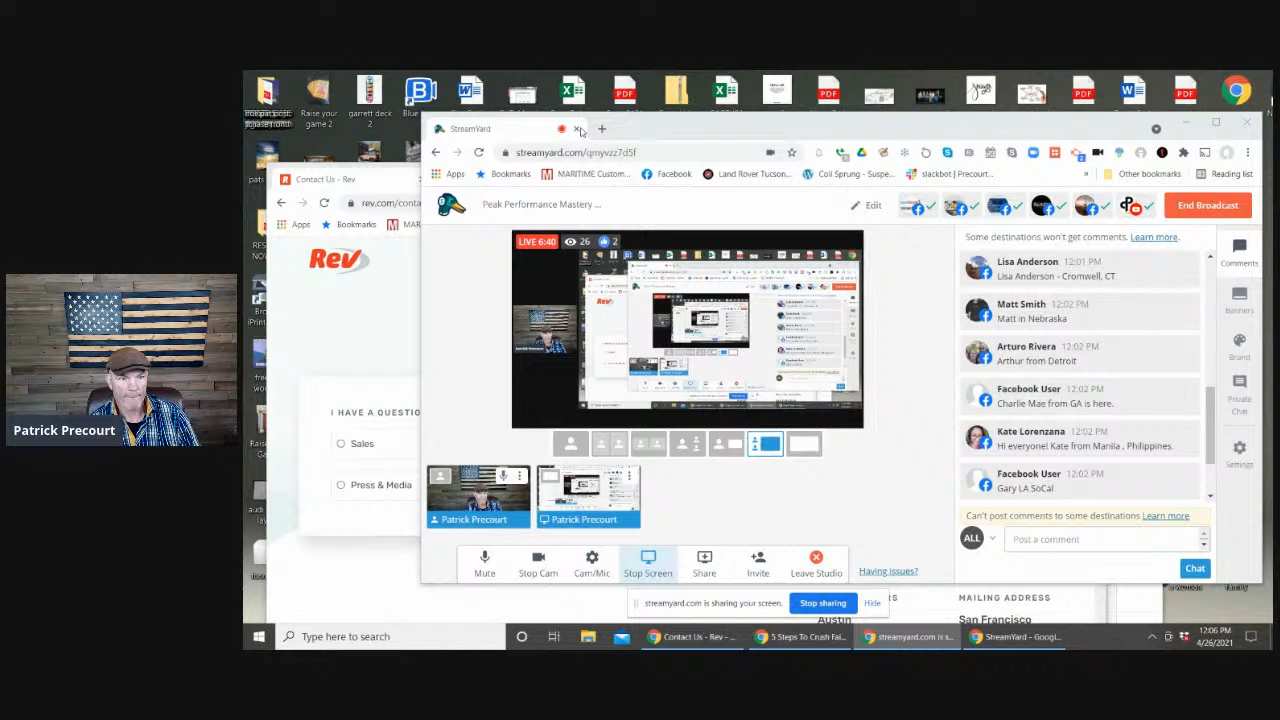 Raise your
game 2
garrett deck
2
Blue
PDF
PDF
PDF
PDF
StreamYard
streamyard.com/qmyvzz7d5f
Apps
Bookmarks
MARITIME Custom...
Facebook
Land Rover Tucson...
Coil Sprung - Suspe...
slackbot | Precourt...
»
Other bookmarks
Reading list
Contact Us - Rev
rev.com/conta
Apps
Bookmarks
MAR
Peak Performance Mastery ...
Edit
End Broadcast
Rev
LIVE 6:40
26
2
Some destinations won't get comments. Learn more.
Lisa Anderson 12:01 PM
Lisa Anderson - Cromwell, CT
Matt Smith 12:02 PM
Matt in Nebraska
Arturo Rivera 12:02 PM
Arthur from Detroit
Facebook User 12:02 PM
Charlie Mae from GA is here.
Kate Lorenzana 12:02 PM
Hi everyone! Kate from Manila , Philippines.
Facebook User 12:02 PM
Gary LA SoCal
Can't post comments to some destinations Learn more
ALL
Post a comment
Chat
Comments
Banners
Private
Chat
Settings
I HAVE A QUESTIO
Sales
Press & Media
Patrick Precourt
Patrick Precourt
Patrick Precourt
Mute
Stop Cam
Cam/Mic
Stop Screen
Share
Invite
Leave Studio
Having issues?
streamyard.com is sharing your screen.
Stop sharing
Hide
Austin
MAILING ADDRESS
San Francisco
family
Type here to search
Contact Us - Rev - ...
5 Steps To Crush Fai...
streamyard.com is s...
StreamYard - Googl...
12:06 PM
4/26/2021